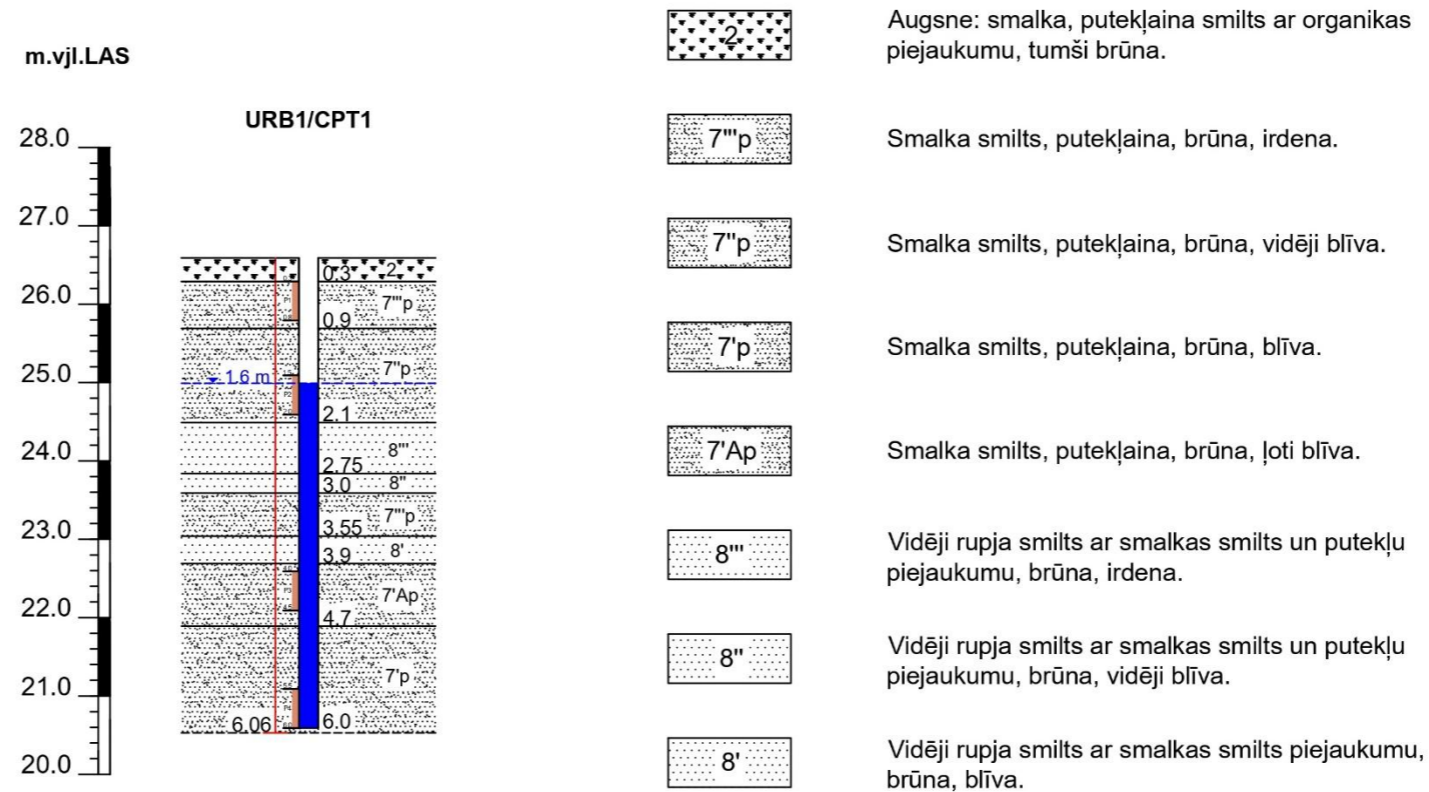 m.vjl.LAS
URB1/CPT1
28.0
27.0
26.0
25.0
24.0
23.0
22.0
21.0
20.0
0.3 2
7'''p
0.9
7''p
1.6 m
2.1
8'''
2.75
3.0 8''
7'''p
3.55
3.9 8'
7'Ap
4.7
7'p
6.06 6.0
2
Augsne: smalka, putekļaina smilts ar organikas
piejaukumu, tumši brūna.
7'''p
Smalka smilts, putekļaina, brūna, irdena.
7''p
Smalka smilts, putekļaina, brūna, vidēji blīva.
7'p
Smalka smilts, putekļaina, brūna, blīva.
7'Ap
Smalka smilts, putekļaina, brūna, ļoti blīva.
8'''
Vidēji rupja smilts ar smalkas smilts un putekļu
piejaukumu, brūna, irdena.
8''
Vidēji rupja smilts ar smalkas smilts un putekļu
piejaukumu, brūna, vidēji blīva.
8'
Vidēji rupja smilts ar smalkas smilts piejaukumu,
brūna, blīva.